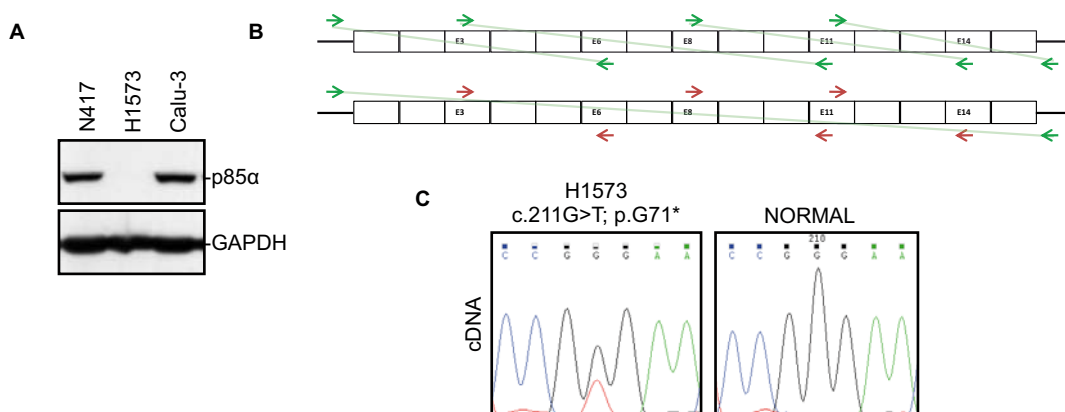 A
N417
H1573
Calu-3
p85α
GAPDH
B
E3 E6 E8 E11 E14
E3 E6 E8 E11 E14
C
H1573
c.211G>T; p.G71*
NORMAL
cDNA
C C G G G A A
210
C C G G G A A